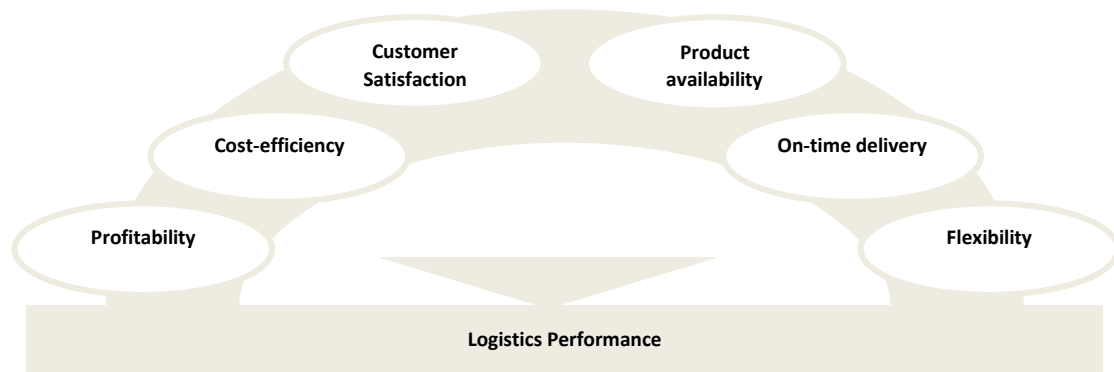 Customer
Satisfaction
Product
availability
Cost-efficiency
On-time delivery
Profitability
Flexibility
Logistics Performance